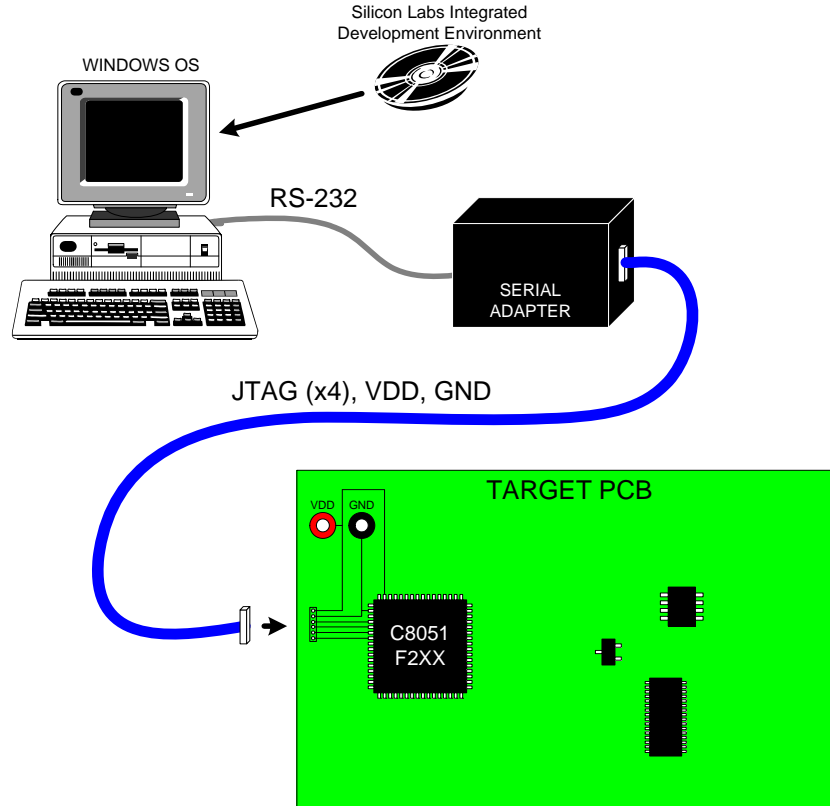 Silicon Labs Integrated
Development Environment
WINDOWS OS
RS-232
SERIAL
ADAPTER
JTAG (x4), VDD, GND
TARGET PCB
VDD GND
C8051
F2XX